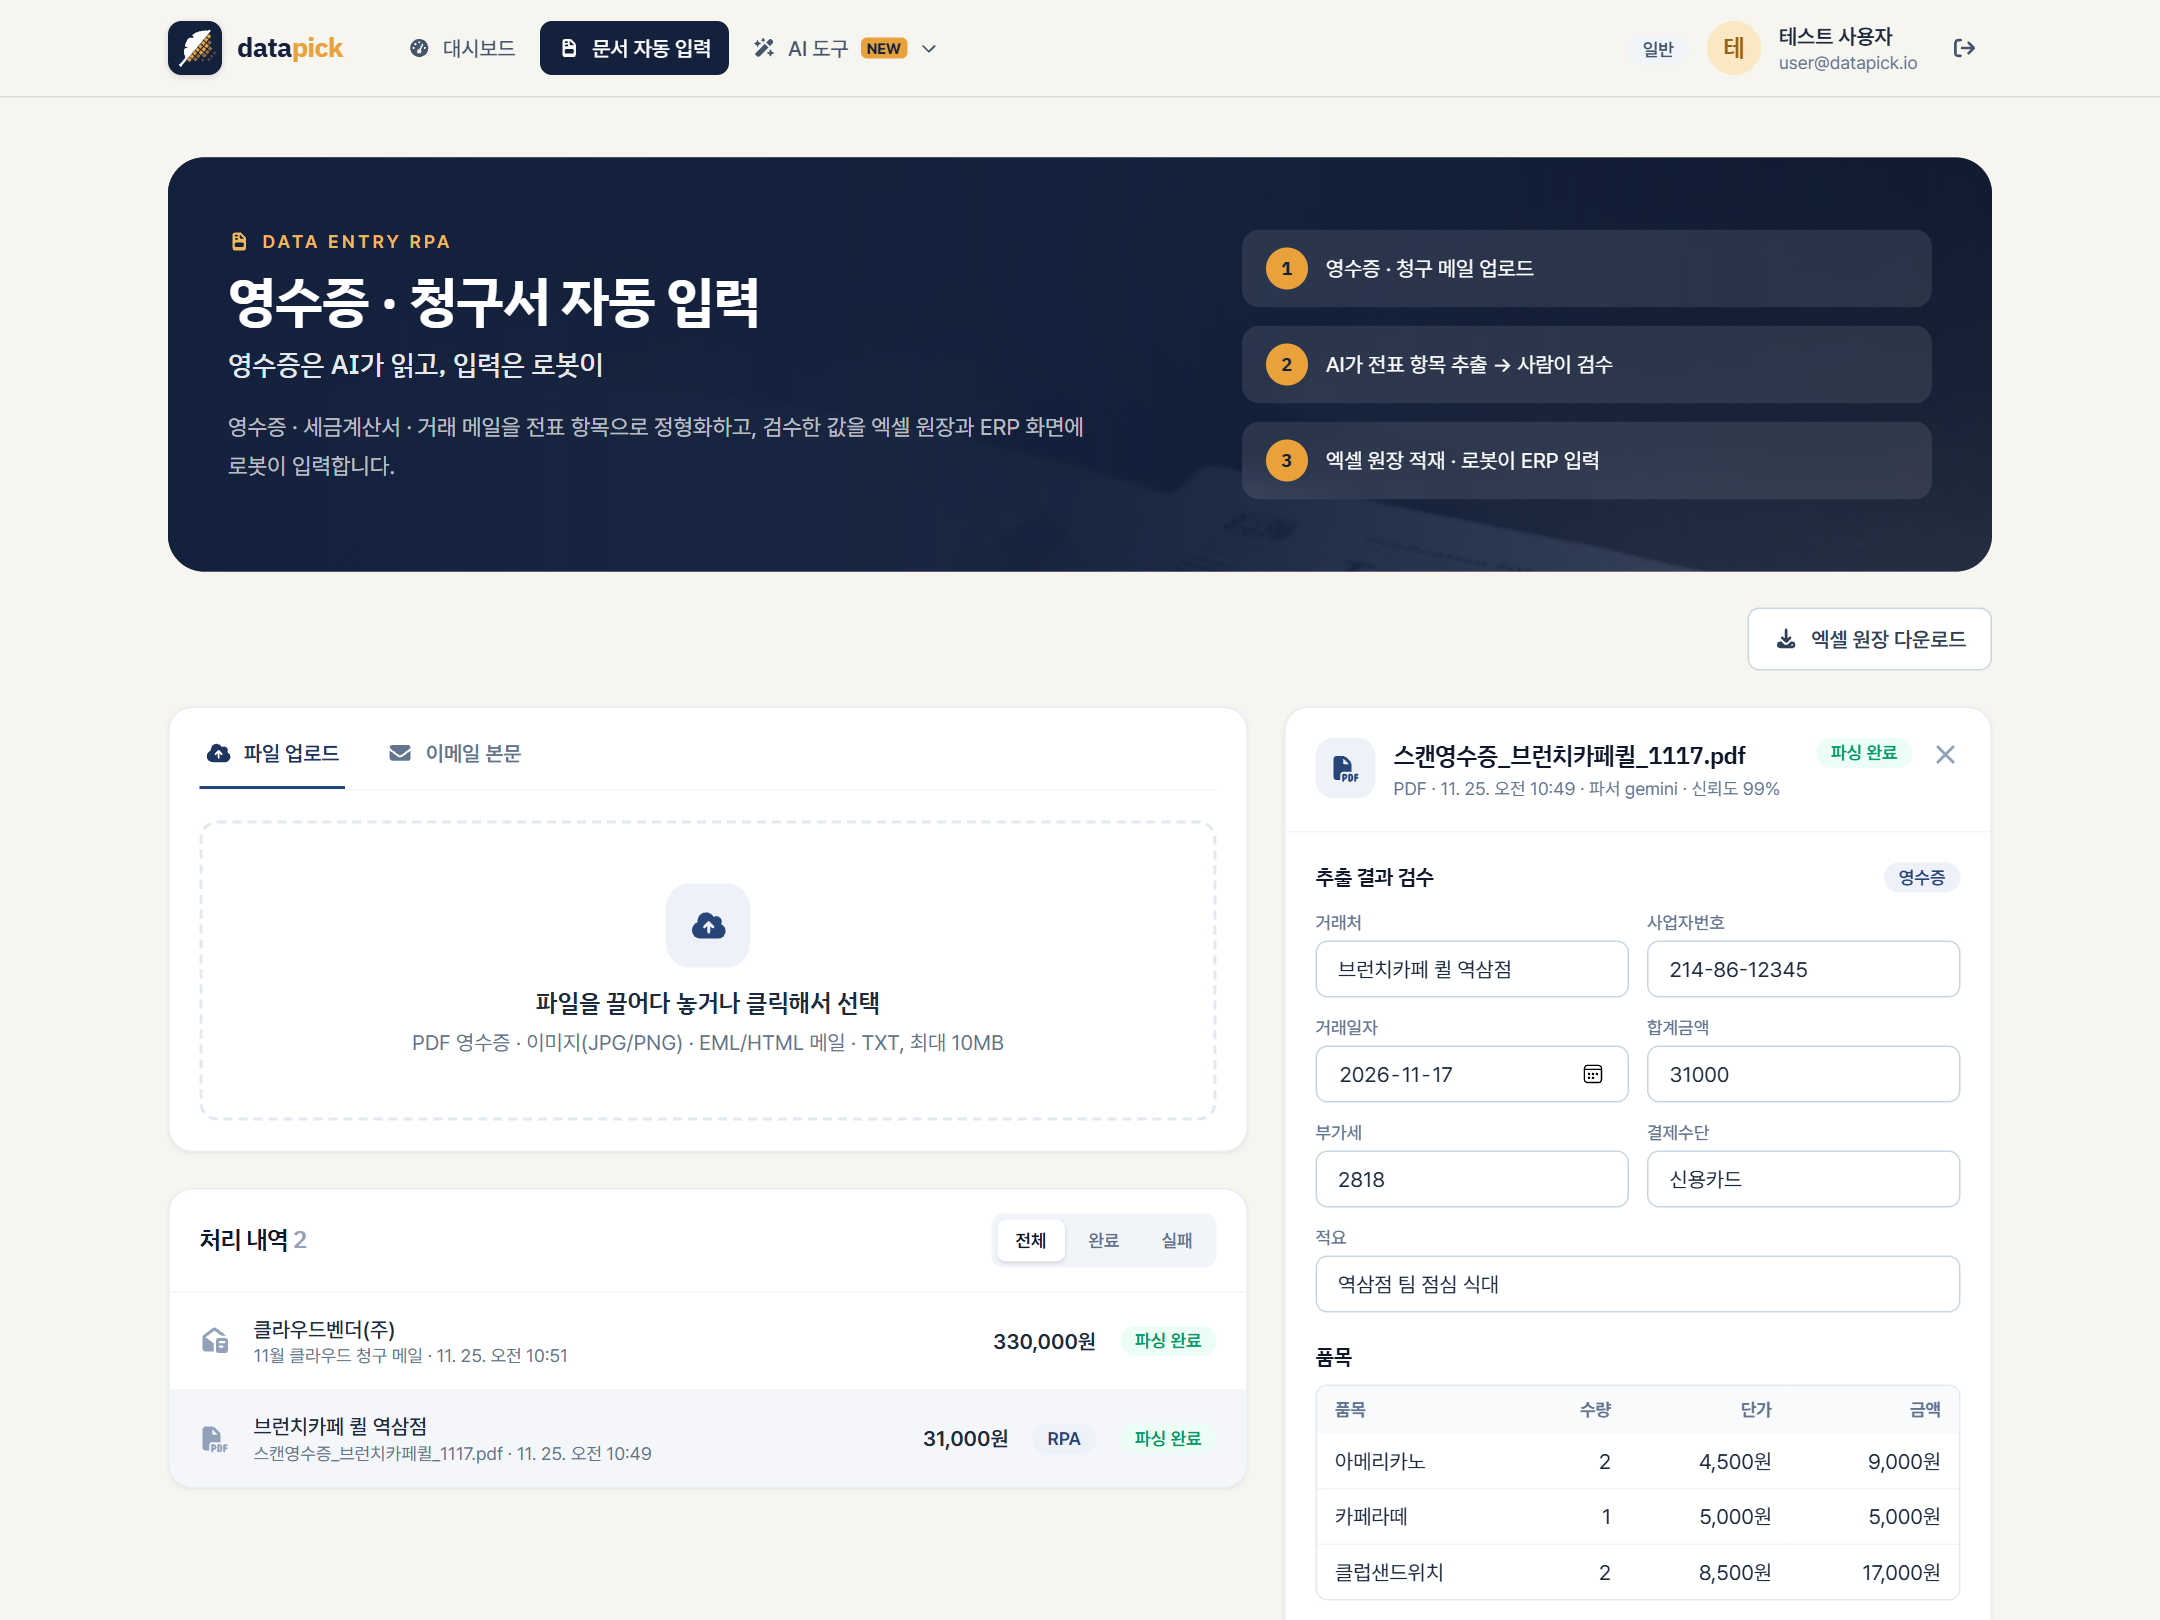 datapick
대시보드
문서 자동 입력
AI 도구 NEW
일반
테
테스트 사용자
user@datapick.io
DATA ENTRY RPA
영수증 · 청구서 자동 입력
영수증은 AI가 읽고, 입력은 로봇이
영수증 · 세금계산서 · 거래 메일을 전표 항목으로 정형화하고, 검수한 값을 엑셀 원장과 ERP 화면에
로봇이 입력합니다.
1 영수증 · 청구 메일 업로드
2 AI가 전표 항목 추출 → 사람이 검수
3 엑셀 원장 적재 · 로봇이 ERP 입력
엑셀 원장 다운로드
파일 업로드
이메일 본문
파일을 끌어다 놓거나 클릭해서 선택
PDF 영수증 · 이미지(JPG/PNG) · EML/HTML 메일 · TXT, 최대 10MB
처리 내역 2
전체 완료 실패
클라우드벤더(주)
11월 클라우드 청구 메일 · 11. 25. 오전 10:51
330,000원 파싱 완료
브런치카페 퀼 역삼점
스캔영수증_브런치카페퀼_1117.pdf · 11. 25. 오전 10:49
31,000원 RPA 파싱 완료
PDF
스캔영수증_브런치카페퀼_1117.pdf
파싱 완료
PDF · 11. 25. 오전 10:49 · 파서 gemini · 신뢰도 99%
추출 결과 검수
영수증
거래처 사업자번호
브런치카페 퀼 역삼점 214-86-12345
거래일자 합계금액
2026-11-17 31000
부가세 결제수단
2818 신용카드
적요
역삼점 팀 점심 식대
품목
품목 수량 단가 금액
아메리카노 2 4,500원 9,000원
카페라떼 1 5,000원 5,000원
클럽샌드위치 2 8,500원 17,000원